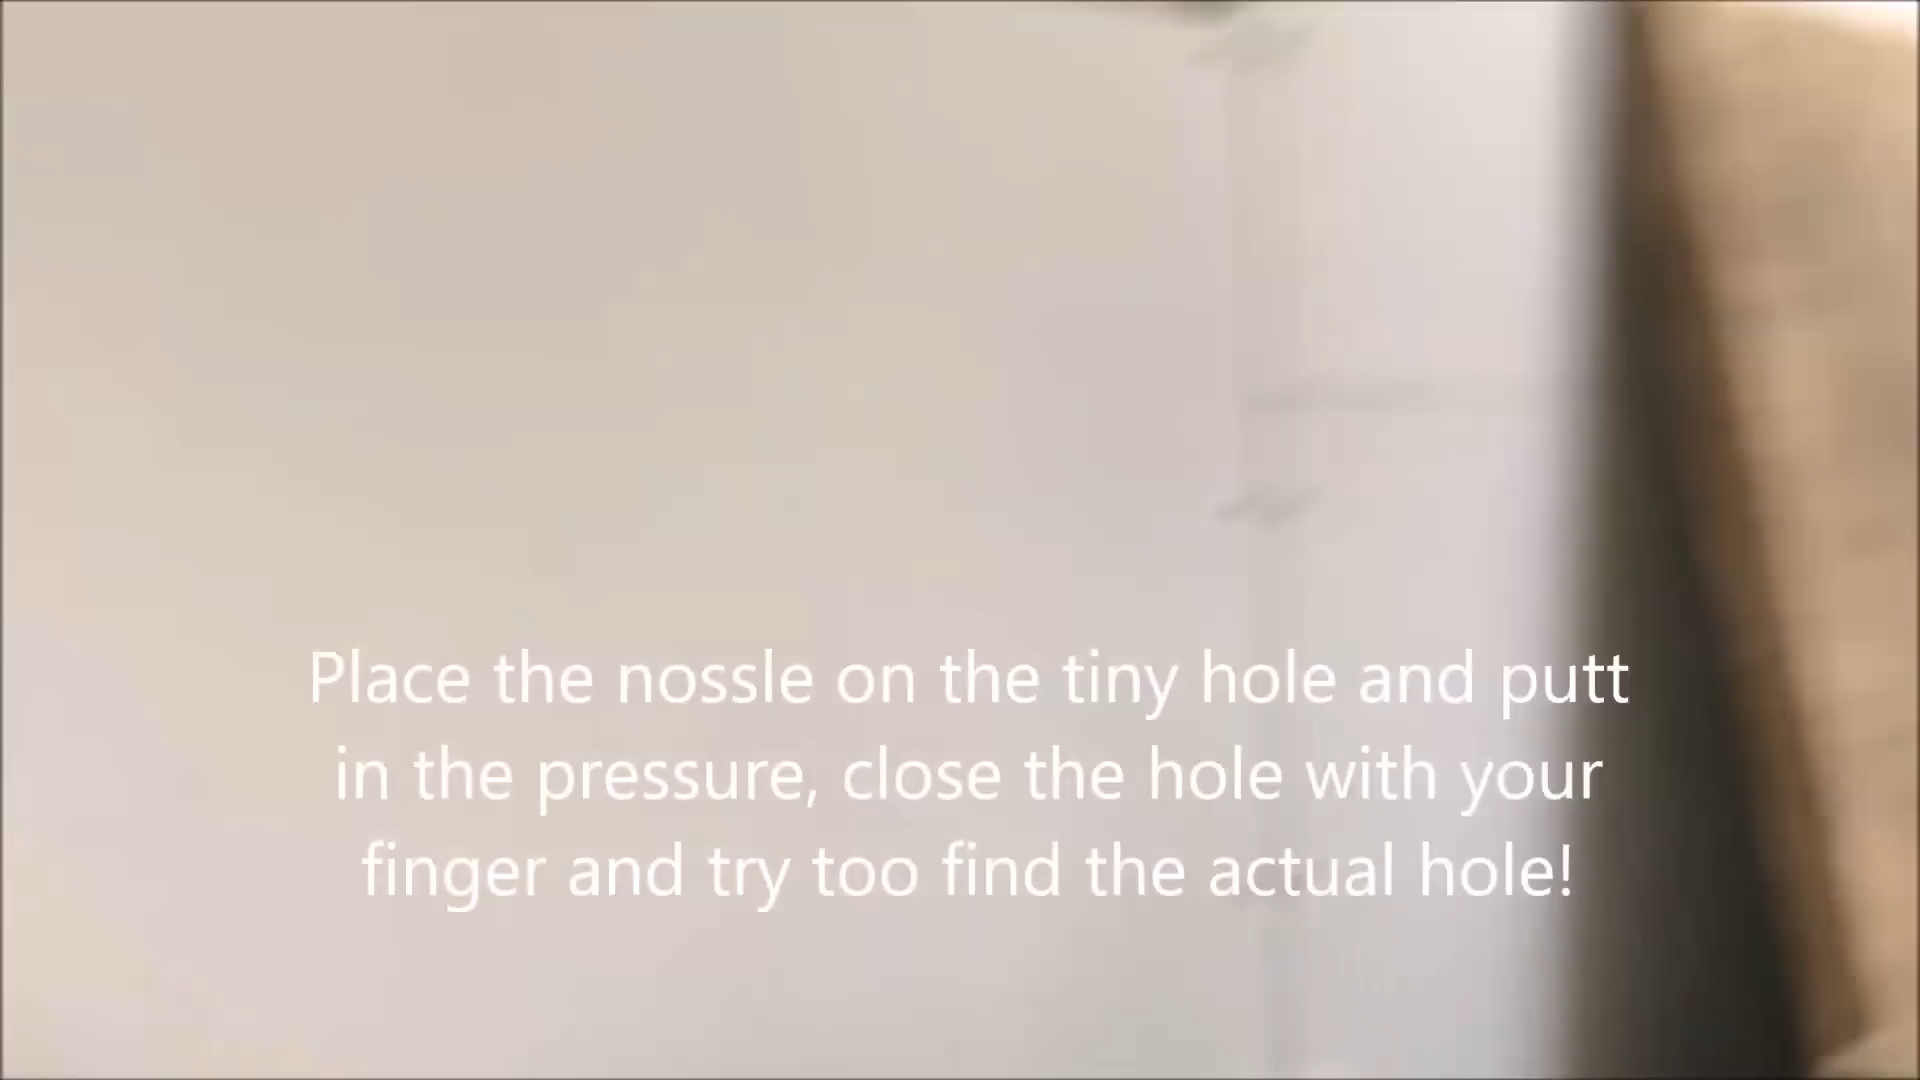 Place the nossle on the tiny hole and putt
in the pressure, close the hole with your
finger and try too find the actual hole!